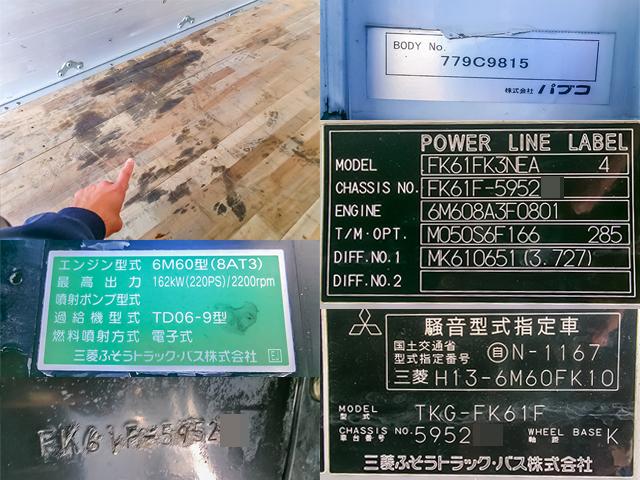 BODY No.
779C9815
株式会社 パブコ
POWER LINE LABEL
MODEL FK61FK3NEA 4
CHASSIS NO. FK61F-5952
ENGINE 6M608A3F0801
T/M·OPT. M050S6F166 285
DIFF.NO.1 MK610651(3.727)
DIFF.NO.2
エンジン型式 6M60型(8AT3)
最高出力 162kW(220PS)/2200rpm
噴射ポンプ型式
過給機型式 TD06-9型
燃料噴射方式 電子式
三菱ふそうトラック・バス株式会社
FK61F-5952
騒音型式指定車
国土交通省
型式指定番号 自N-1167
三菱 H13-6M60FK10
MODEL
型式 TKG-FK61F
CHASSIS NO.
車台番号 5952
WHEEL BASE
軸距 K
三菱ふそうトラック・バス株式会社